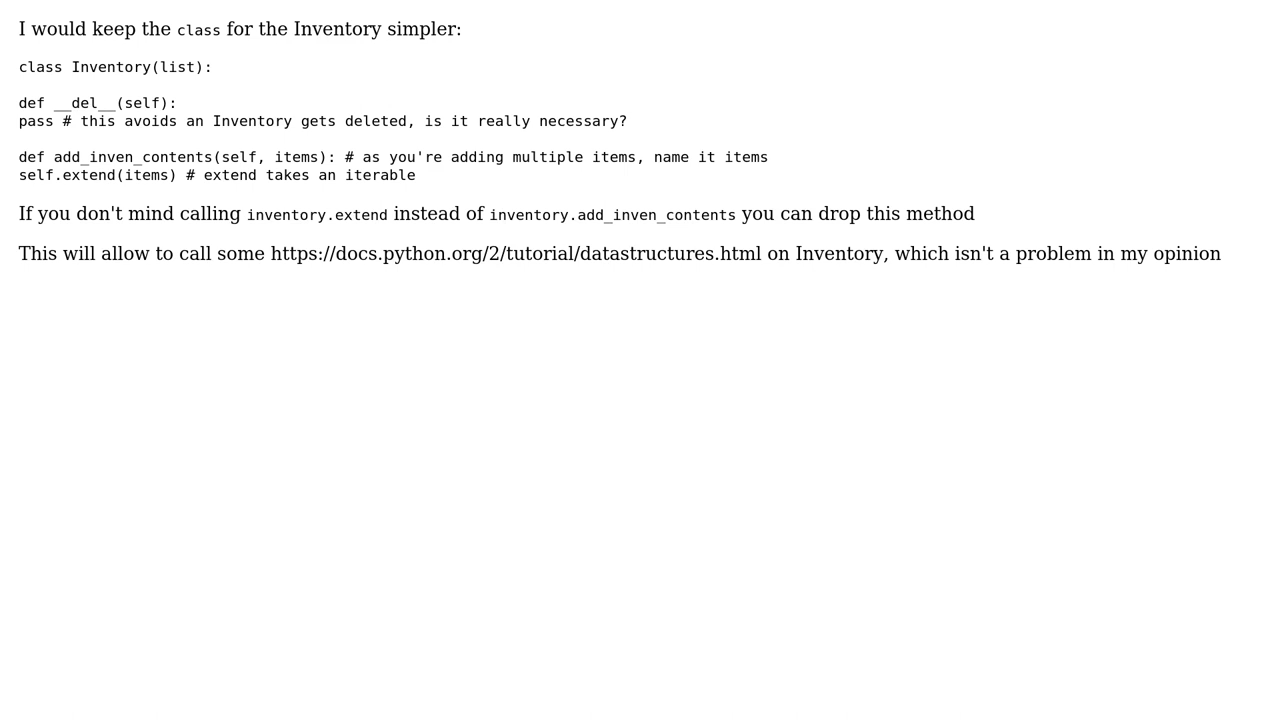 I would keep the class for the Inventory simpler:
class Inventory(list):
def __del__(self):
pass # this avoids an Inventory gets deleted, is it really necessary?
def add_inven_contents(self, items): # as you're adding multiple items, name it items
self.extend(items) # extend takes an iterable
If you don't mind calling inventory.extend instead of inventory.add_inven_contents you can drop this method
This will allow to call some https://docs.python.org/2/tutorial/datastructures.html on Inventory, which isn't a problem in my opinion